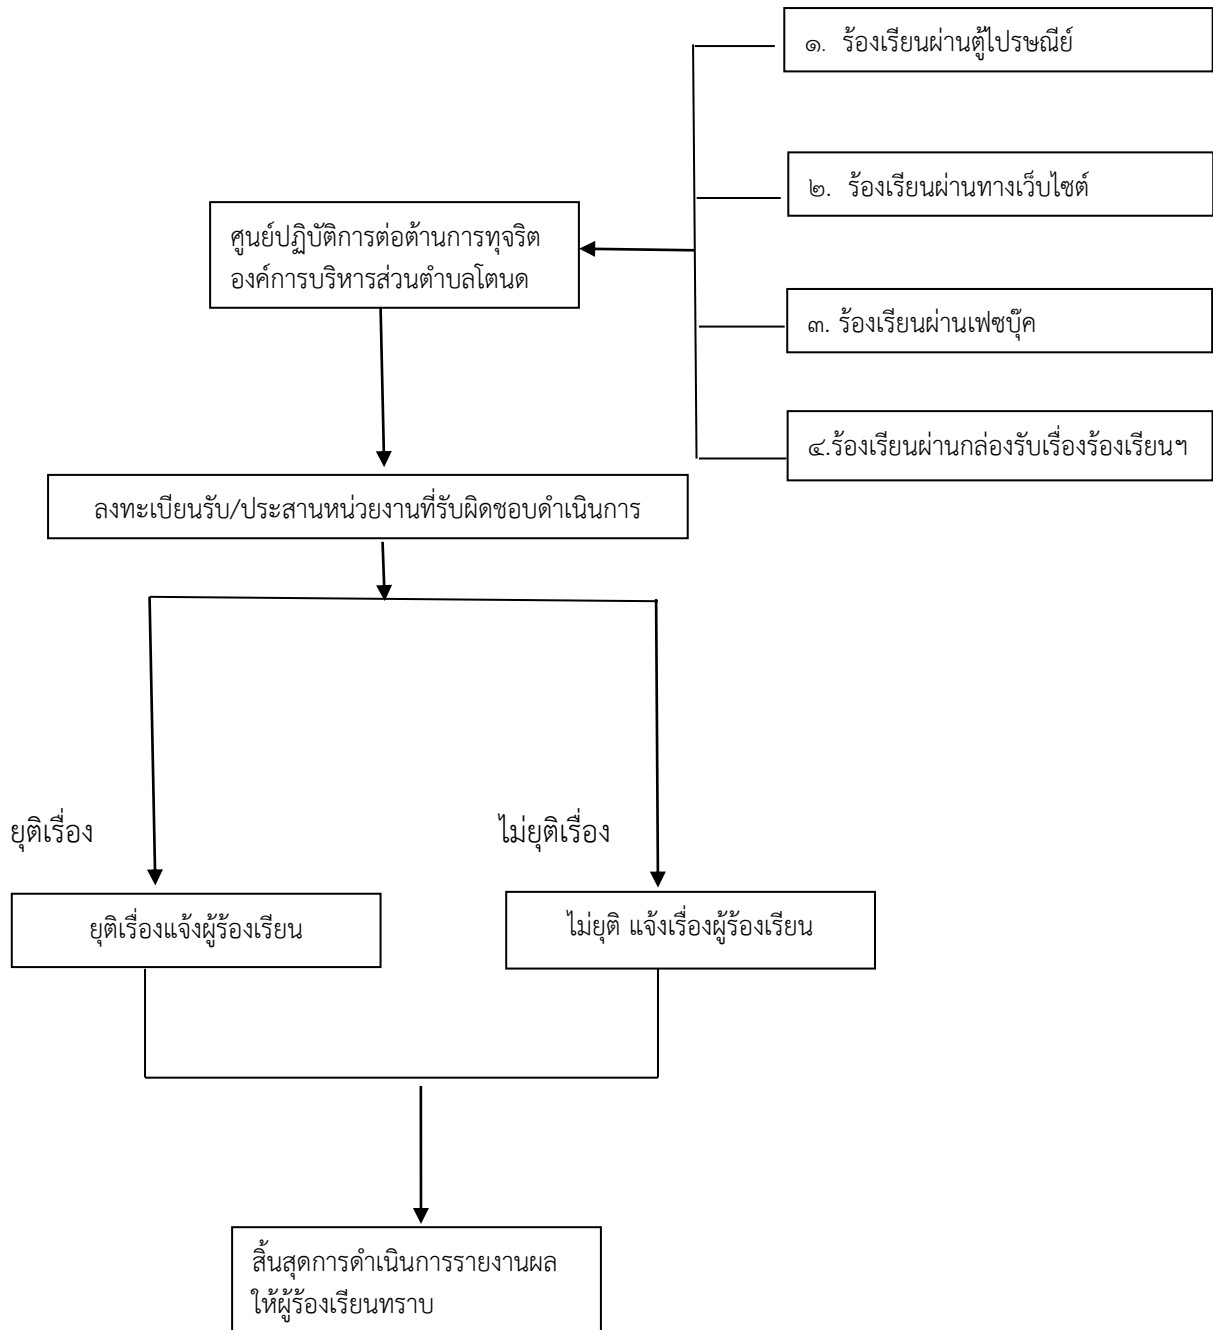 ๑. ร้องเรียนผ่านตู้ไปรษณีย์
๒. ร้องเรียนผ่านทางเว็บไซต์
ศูนย์ปฏิบัติการต่อต้านการทุจริต
องค์การบริหารส่วนตำบลโตนด
๓. ร้องเรียนผ่านเฟซบุ๊ค
๔.ร้องเรียนผ่านกล่องรับเรื่องร้องเรียนฯ
ลงทะเบียนรับ/ประสานหน่วยงานที่รับผิดชอบดำเนินการ
ยุติเรื่อง
ไม่ยุติเรื่อง
ยุติเรื่องแจ้งผู้ร้องเรียน
ไม่ยุติ แจ้งเรื่องผู้ร้องเรียน
สิ้นสุดการดำเนินการรายงานผล
ให้ผู้ร้องเรียนทราบ